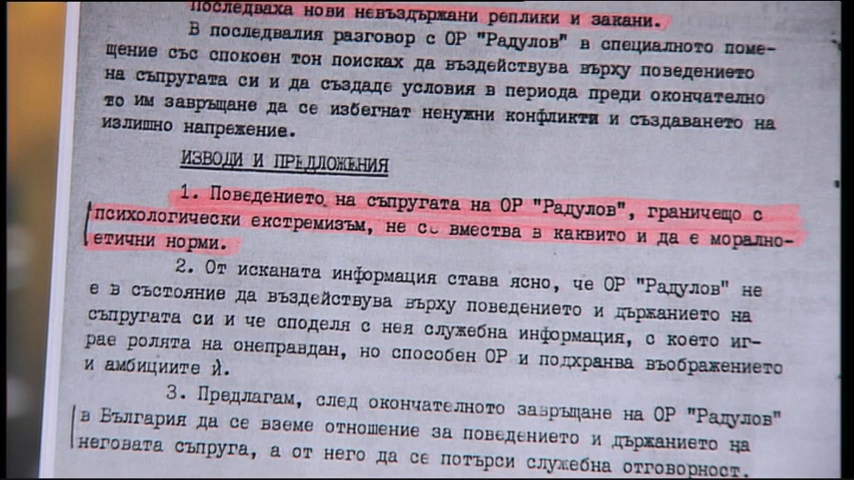 Последваха нови невъздържани реплики и закани.
В последвалия разговор с ОР "Радулов" в специалното поме-
щение със спокоен тон поисках да въздействува върху поведението
на съпругата си и да създаде условия в периода преди окончателно
то им завръщане да се избегнат ненужни конфликти и създаването на
излишно напрежение.
ИЗВОДИ И ПРЕДЛОЖЕНИЯ
1. Поведението на съпругата на ОР "Радулов", граничещо с
психологически екстремизъм, не се вмества в каквито и да е морално-
етични норми.
2. От исканата информация става ясно, че ОР "Радулов" не
е в състояние да въздействува върху поведението и държанието на
съпругата си и че споделя с нея служебна информация, с което иг-
рае ролята на онеправдан, но способен ОР и подхранва въображението
и амбициите ѝ.
3. Предлагам, след окончателното завръщане на ОР "Радулов"
в България да се вземе отношение за поведението и държанието на
неговата съпруга, а от него да се потърси служебна отговорност.